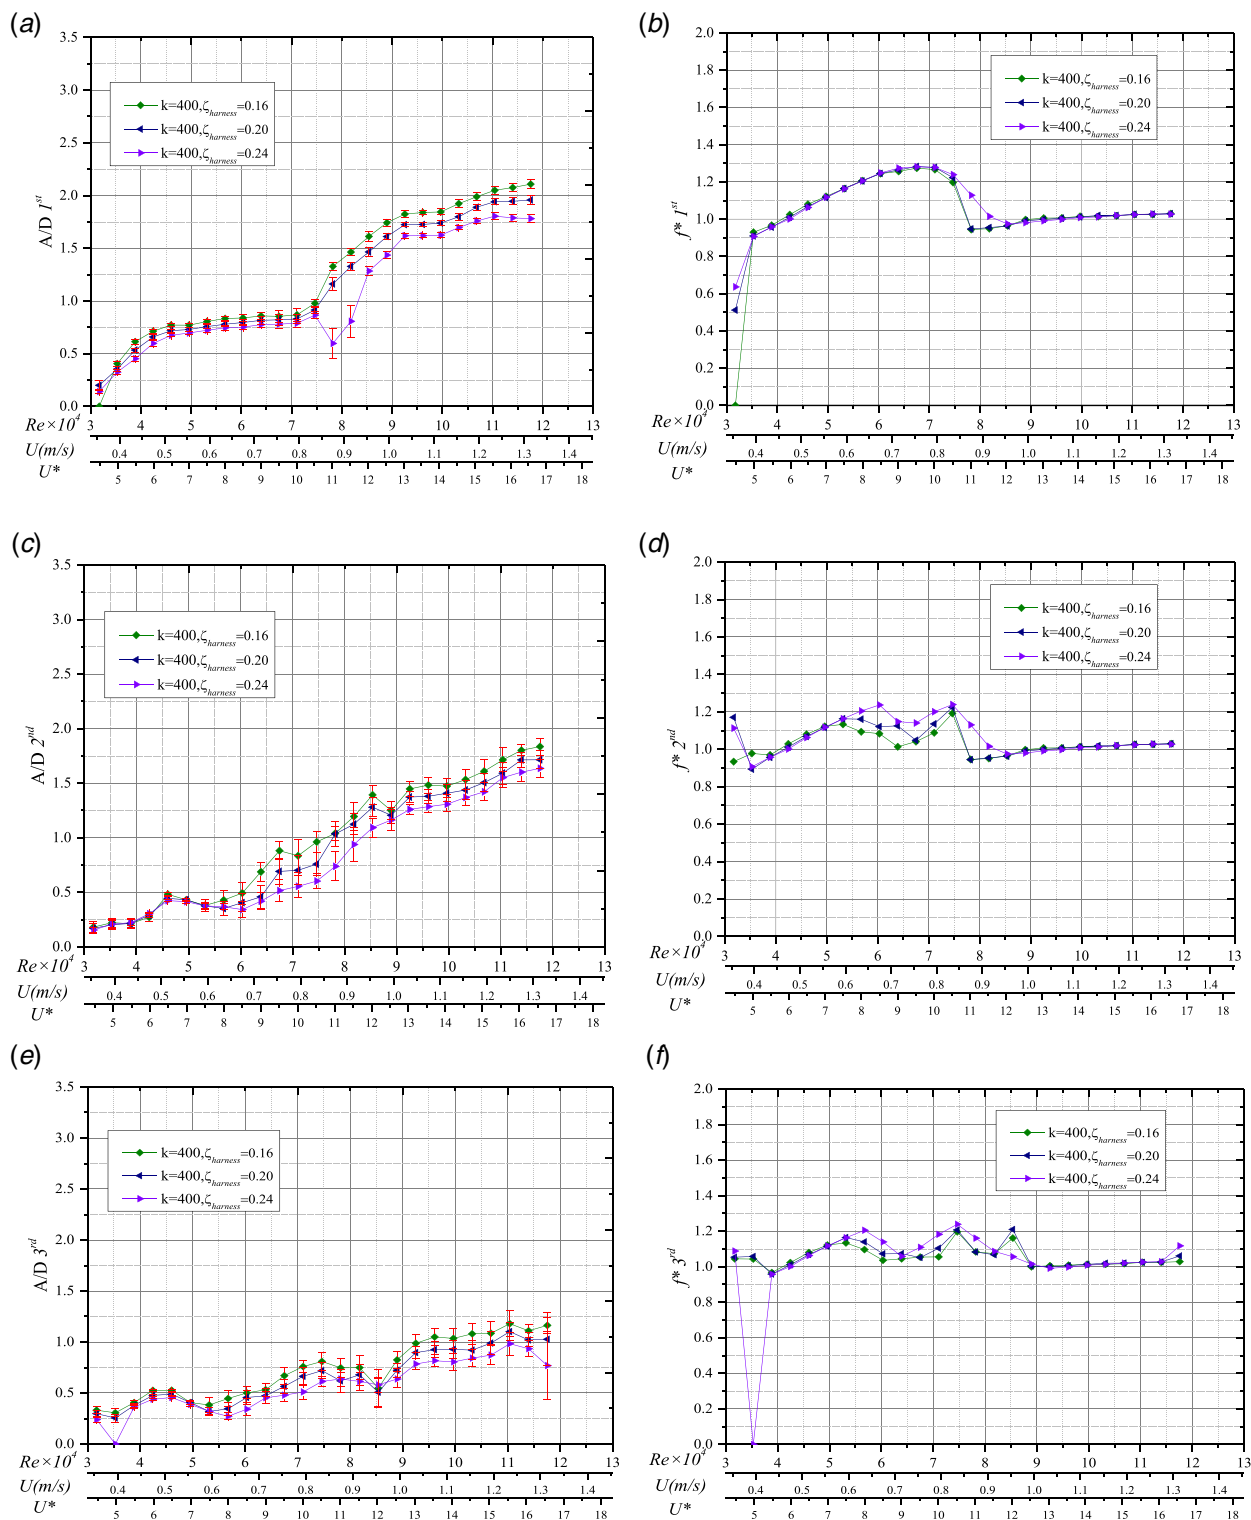 (a)
3.5
3.0
2.5
2.0
1.5
1.0
0.5
0.0
A/D 1st
k=400,ζharness=0.16
k=400,ζharness=0.20
k=400,ζharness=0.24
3 4 5 6 7 8 9 10 11 12 13
Re×10^4
0.4 0.5 0.6 0.7 0.8 0.9 1.0 1.1 1.2 1.3 1.4
U(m/s)
5 6 7 8 9 10 11 12 13 14 15 16 17 18
U*
(b)
2.0
1.8
1.6
1.4
1.2
1.0
0.8
0.6
0.4
0.2
0.0
f* 1st
k=400,ζharness=0.16
k=400,ζharness=0.20
k=400,ζharness=0.24
3 4 5 6 7 8 9 10 11 12 13
Re×10^4
0.4 0.5 0.6 0.7 0.8 0.9 1.0 1.1 1.2 1.3 1.4
U(m/s)
5 6 7 8 9 10 11 12 13 14 15 16 17 18
U*
(c)
3.5
3.0
2.5
2.0
1.5
1.0
0.5
0.0
A/D 2nd
k=400,ζharness=0.16
k=400,ζharness=0.20
k=400,ζharness=0.24
3 4 5 6 7 8 9 10 11 12 13
Re×10^4
0.4 0.5 0.6 0.7 0.8 0.9 1.0 1.1 1.2 1.3 1.4
U(m/s)
5 6 7 8 9 10 11 12 13 14 15 16 17 18
U*
(d)
2.0
1.8
1.6
1.4
1.2
1.0
0.8
0.6
0.4
0.2
0.0
f* 2nd
k=400,ζharness=0.16
k=400,ζharness=0.20
k=400,ζharness=0.24
3 4 5 6 7 8 9 10 11 12 13
Re×10^4
0.4 0.5 0.6 0.7 0.8 0.9 1.0 1.1 1.2 1.3 1.4
U(m/s)
5 6 7 8 9 10 11 12 13 14 15 16 17 18
U*
(e)
3.5
3.0
2.5
2.0
1.5
1.0
0.5
0.0
A/D 3rd
k=400,ζharness=0.16
k=400,ζharness=0.20
k=400,ζharness=0.24
3 4 5 6 7 8 9 10 11 12 13
Re×10^4
0.4 0.5 0.6 0.7 0.8 0.9 1.0 1.1 1.2 1.3 1.4
U(m/s)
5 6 7 8 9 10 11 12 13 14 15 16 17 18
U*
(f)
2.0
1.8
1.6
1.4
1.2
1.0
0.8
0.6
0.4
0.2
0.0
f* 3rd
k=400,ζharness=0.16
k=400,ζharness=0.20
k=400,ζharness=0.24
3 4 5 6 7 8 9 10 11 12 13
Re×10^4
0.4 0.5 0.6 0.7 0.8 0.9 1.0 1.1 1.2 1.3 1.4
U(m/s)
5 6 7 8 9 10 11 12 13 14 15 16 17 18
U*